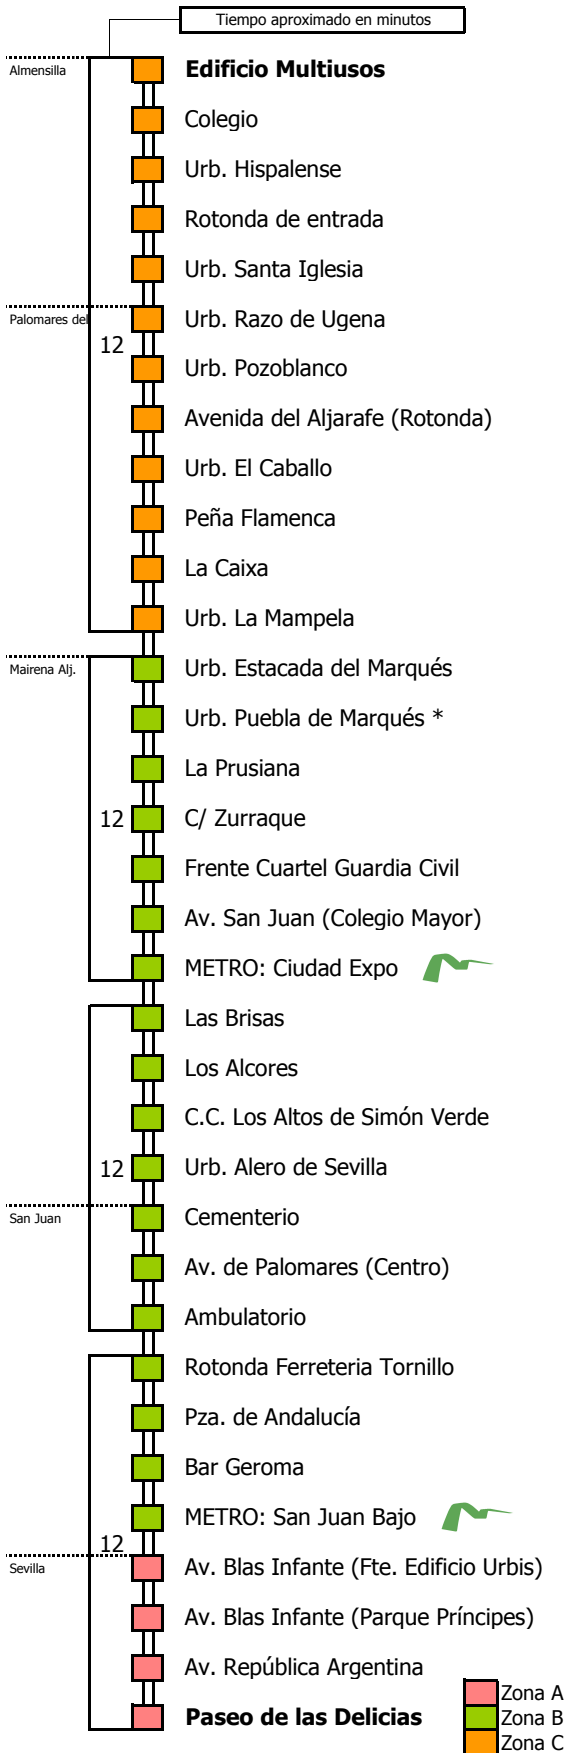 Tiempo aproximado en minutos
Almensilla
Edificio Multiusos
Colegio
Urb. Hispalense
Rotonda de entrada
Urb. Santa Iglesia
Palomares del
Urb. Razo de Ugena
12
Urb. Pozoblanco
Avenida del Aljarafe (Rotonda)
Urb. El Caballo
Peña Flamenca
La Caixa
Urb. La Mampela
Mairena Alj.
Urb. Estacada del Marqués
Urb. Puebla de Marqués *
La Prusiana
12
C/ Zurraque
Frente Cuartel Guardia Civil
Av. San Juan (Colegio Mayor)
METRO: Ciudad Expo
Las Brisas
Los Alcores
C.C. Los Altos de Simón Verde
12
Urb. Alero de Sevilla
San Juan
Cementerio
Av. de Palomares (Centro)
Ambulatorio
Rotonda Ferreteria Tornillo
Pza. de Andalucía
Bar Geroma
METRO: San Juan Bajo
12
Sevilla
Av. Blas Infante (Fte. Edificio Urbis)
Av. Blas Infante (Parque Príncipes)
Av. República Argentina
Paseo de las Delicias
Zona A
Zona B
Zona C